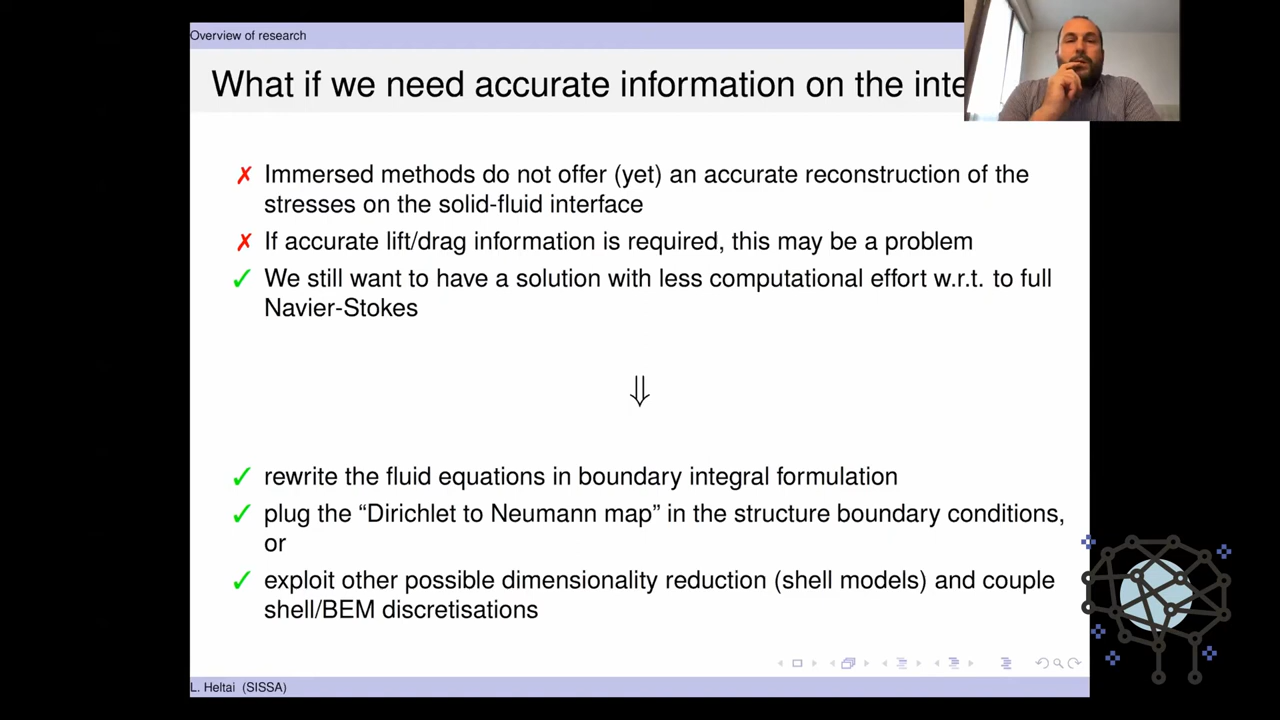 Overview of research
What if we need accurate information on the
✗ Immersed methods do not offer (yet) an accurate reconstruction of the
stresses on the solid-fluid interface
✗ If accurate lift/drag information is required, this may be a problem
✓ We still want to have a solution with less computational effort w.r.t. to full
Navier-Stokes
⇓
✓ rewrite the fluid equations in boundary integral formulation
✓ plug the “Dirichlet to Neumann map” in the structure boundary conditions,
or
✓ exploit other possible dimensionality reduction (shell models) and couple
shell/BEM discretisations
L. Heltai (SISSA)